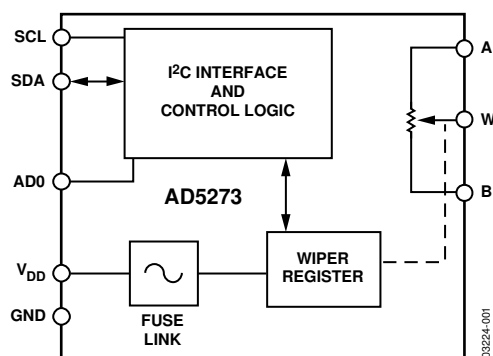 SCL
SDA
AD0
V_DD
GND
I²C INTERFACE
AND
CONTROL LOGIC
AD5273
FUSE
LINK
WIPER
REGISTER
A
W
B
03224-001